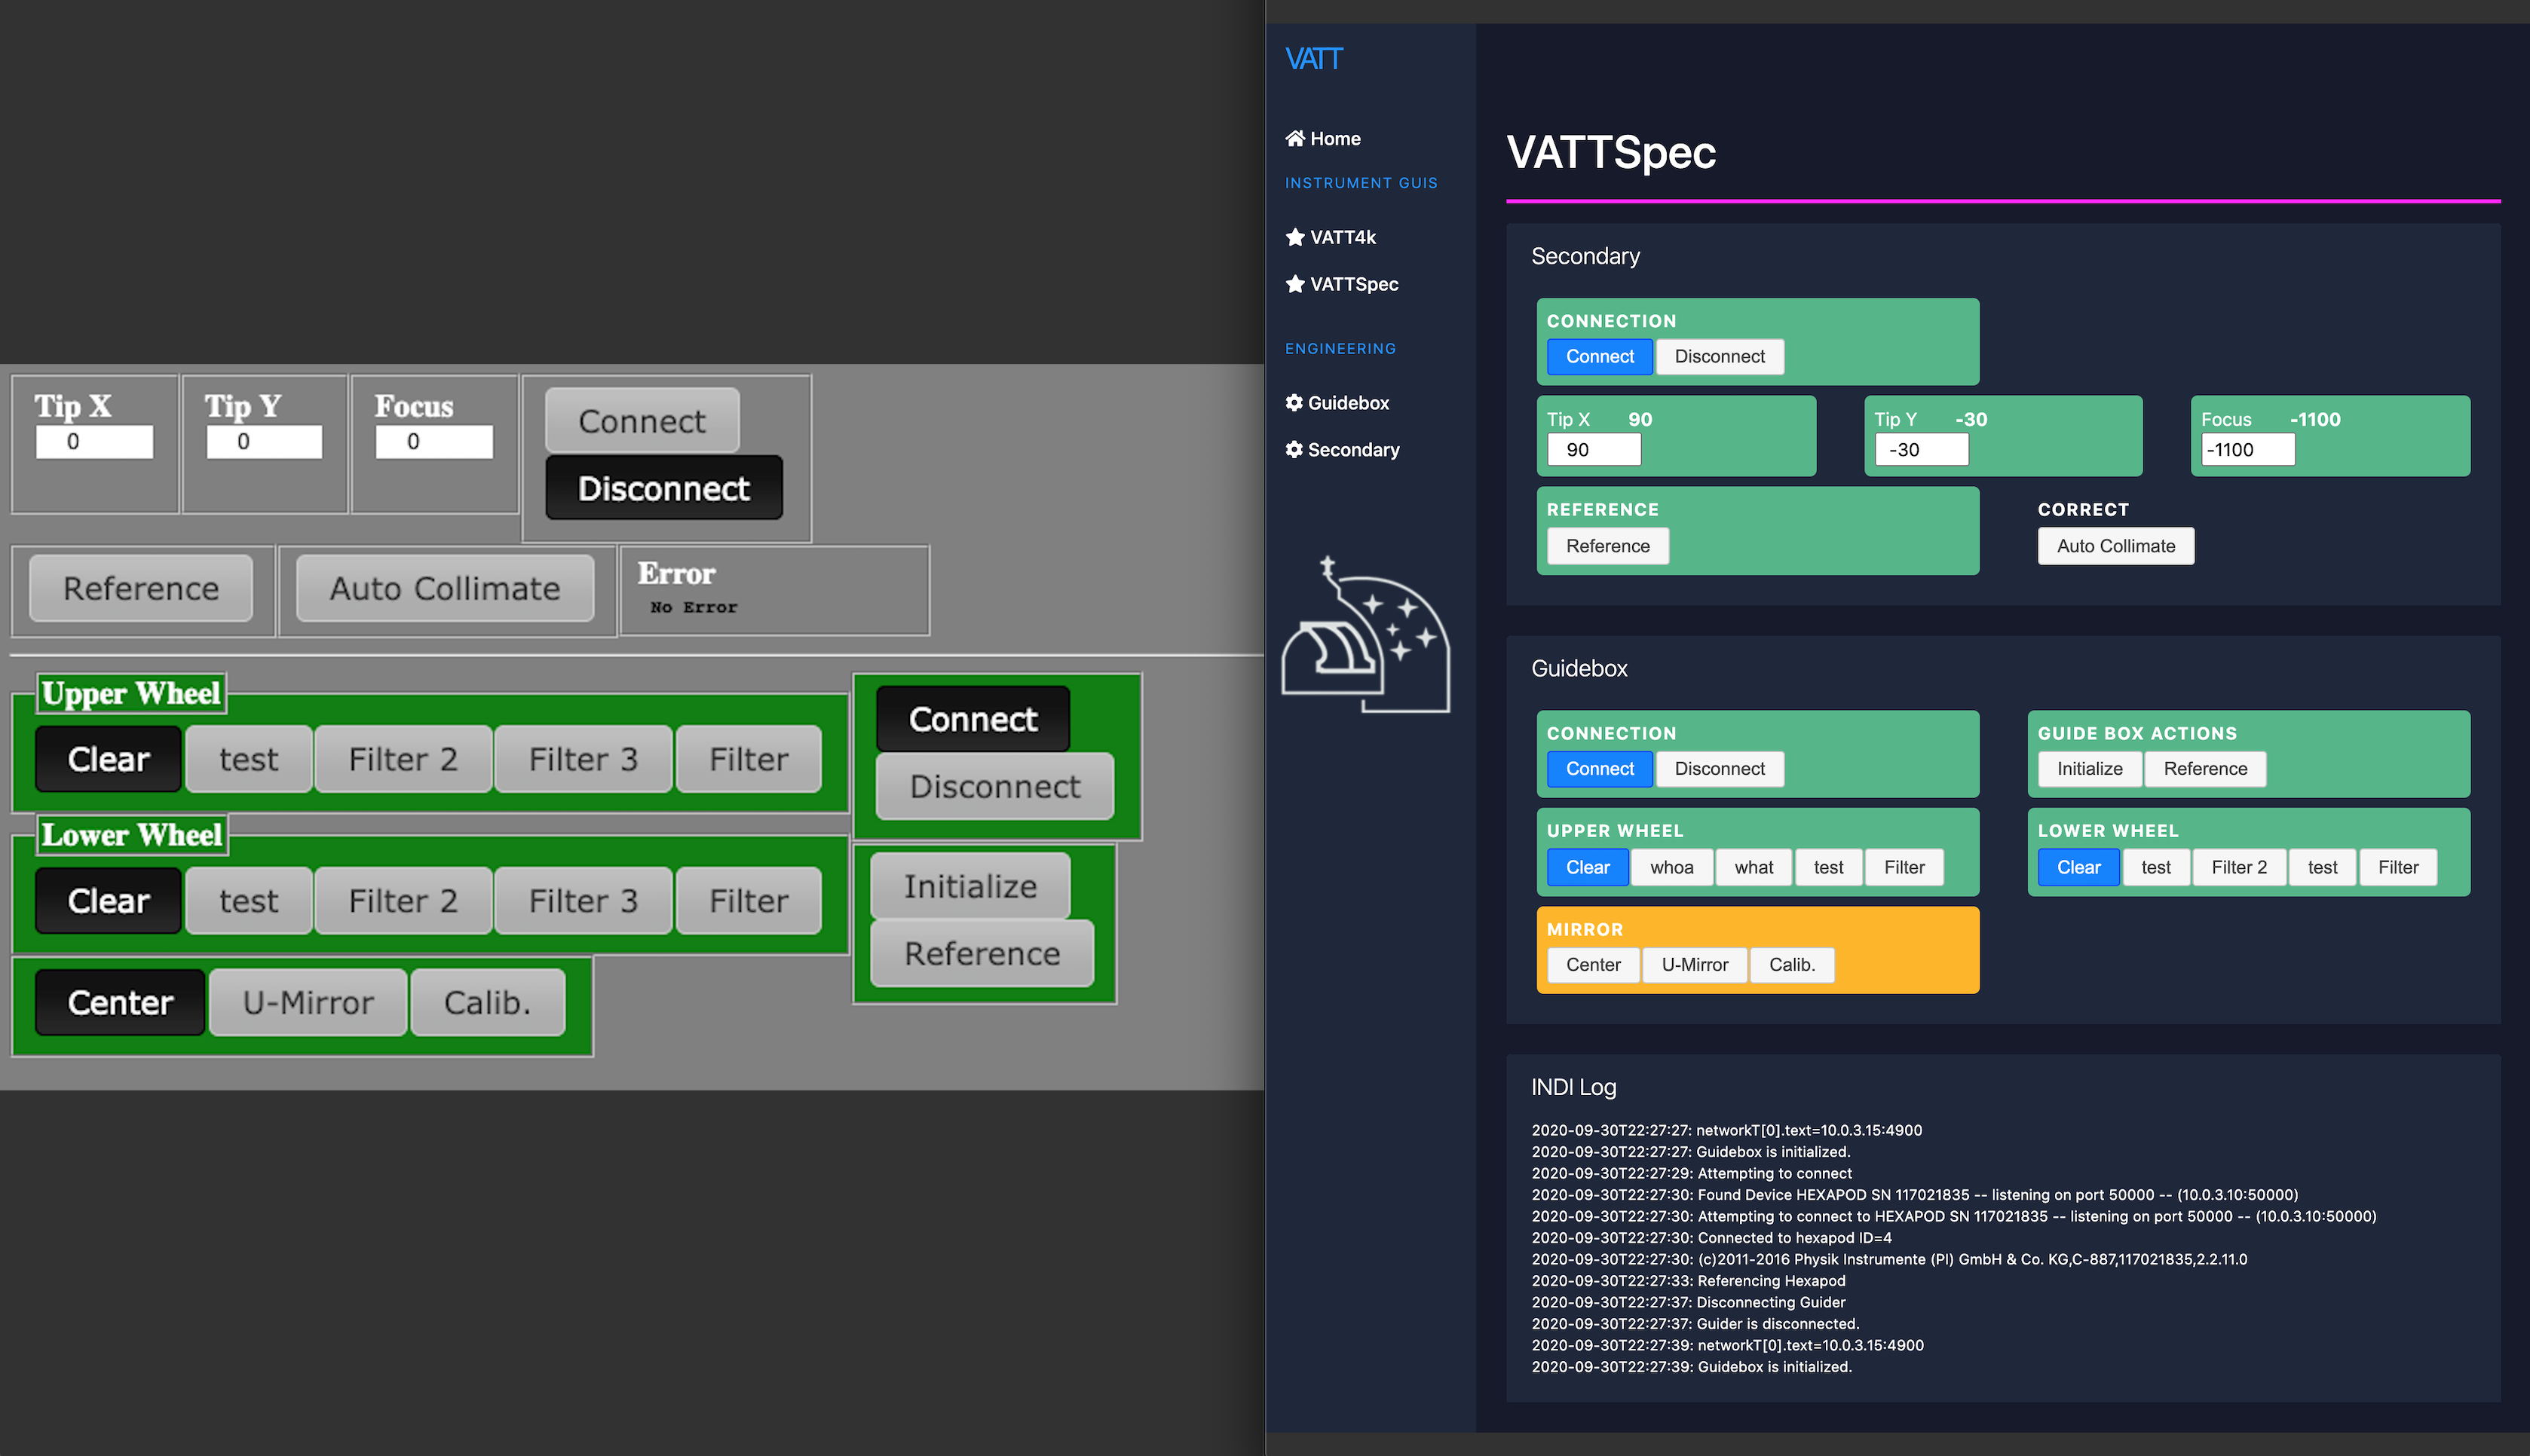 Tip X
0
Tip Y
0
Focus
0
Connect
Disconnect
Reference
Auto Collimate
Error
No Error
Upper Wheel
Clear test Filter 2 Filter 3 Filter
Connect
Disconnect
Lower Wheel
Clear test Filter 2 Filter 3 Filter
Initialize
Reference
Center U-Mirror Calib.
VATT
Home
INSTRUMENT GUIS
VATT4k
VATTSpec
ENGINEERING
Guidebox
Secondary
VATTSpec
Secondary
CONNECTION
Connect Disconnect
Tip X 90
90
Tip Y -30
-30
Focus -1100
-1100
REFERENCE
Reference
CORRECT
Auto Collimate
Guidebox
CONNECTION
Connect Disconnect
GUIDE BOX ACTIONS
Initialize Reference
UPPER WHEEL
Clear whoa what test Filter
LOWER WHEEL
Clear test Filter 2 test Filter
MIRROR
Center U-Mirror Calib.
INDI Log
2020-09-30T22:27:27: networkT[0].text=10.0.3.15:4900
2020-09-30T22:27:27: Guidebox is initialized.
2020-09-30T22:27:29: Attempting to connect
2020-09-30T22:27:30: Found Device HEXAPOD SN 117021835 -- listening on port 50000 -- (10.0.3.10:50000)
2020-09-30T22:27:30: Attempting to connect to HEXAPOD SN 117021835 -- listening on port 50000 -- (10.0.3.10:50000)
2020-09-30T22:27:30: Connected to hexapod ID=4
2020-09-30T22:27:30: (c)2011-2016 Physik Instrumente (PI) GmbH & Co. KG,C-887,117021835,2.2.11.0
2020-09-30T22:27:33: Referencing Hexapod
2020-09-30T22:27:37: Disconnecting Guider
2020-09-30T22:27:37: Guider is disconnected.
2020-09-30T22:27:39: networkT[0].text=10.0.3.15:4900
2020-09-30T22:27:39: Guidebox is initialized.